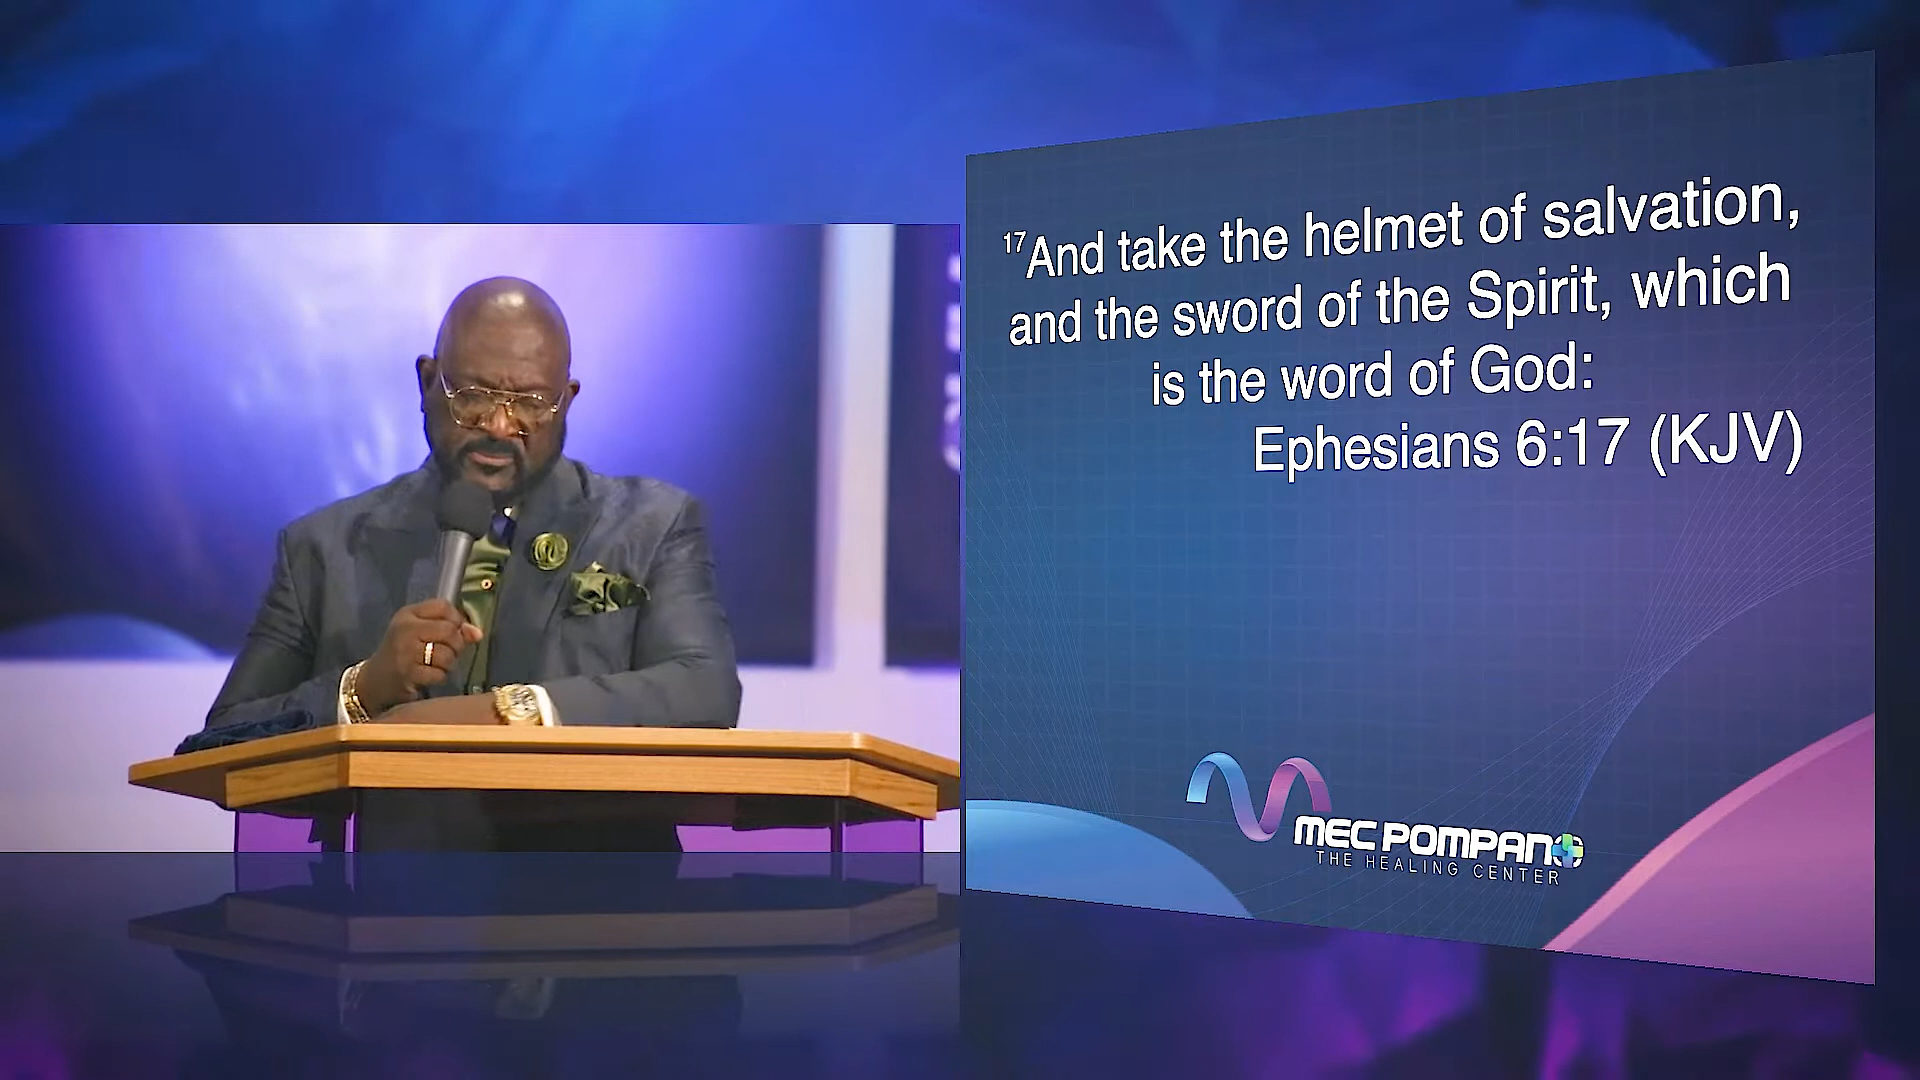 17And take the helmet of salvation,
and the sword of the Spirit, which
is the word of God:
Ephesians 6:17 (KJV)
MEC POMPANO
THE HEALING CENTER